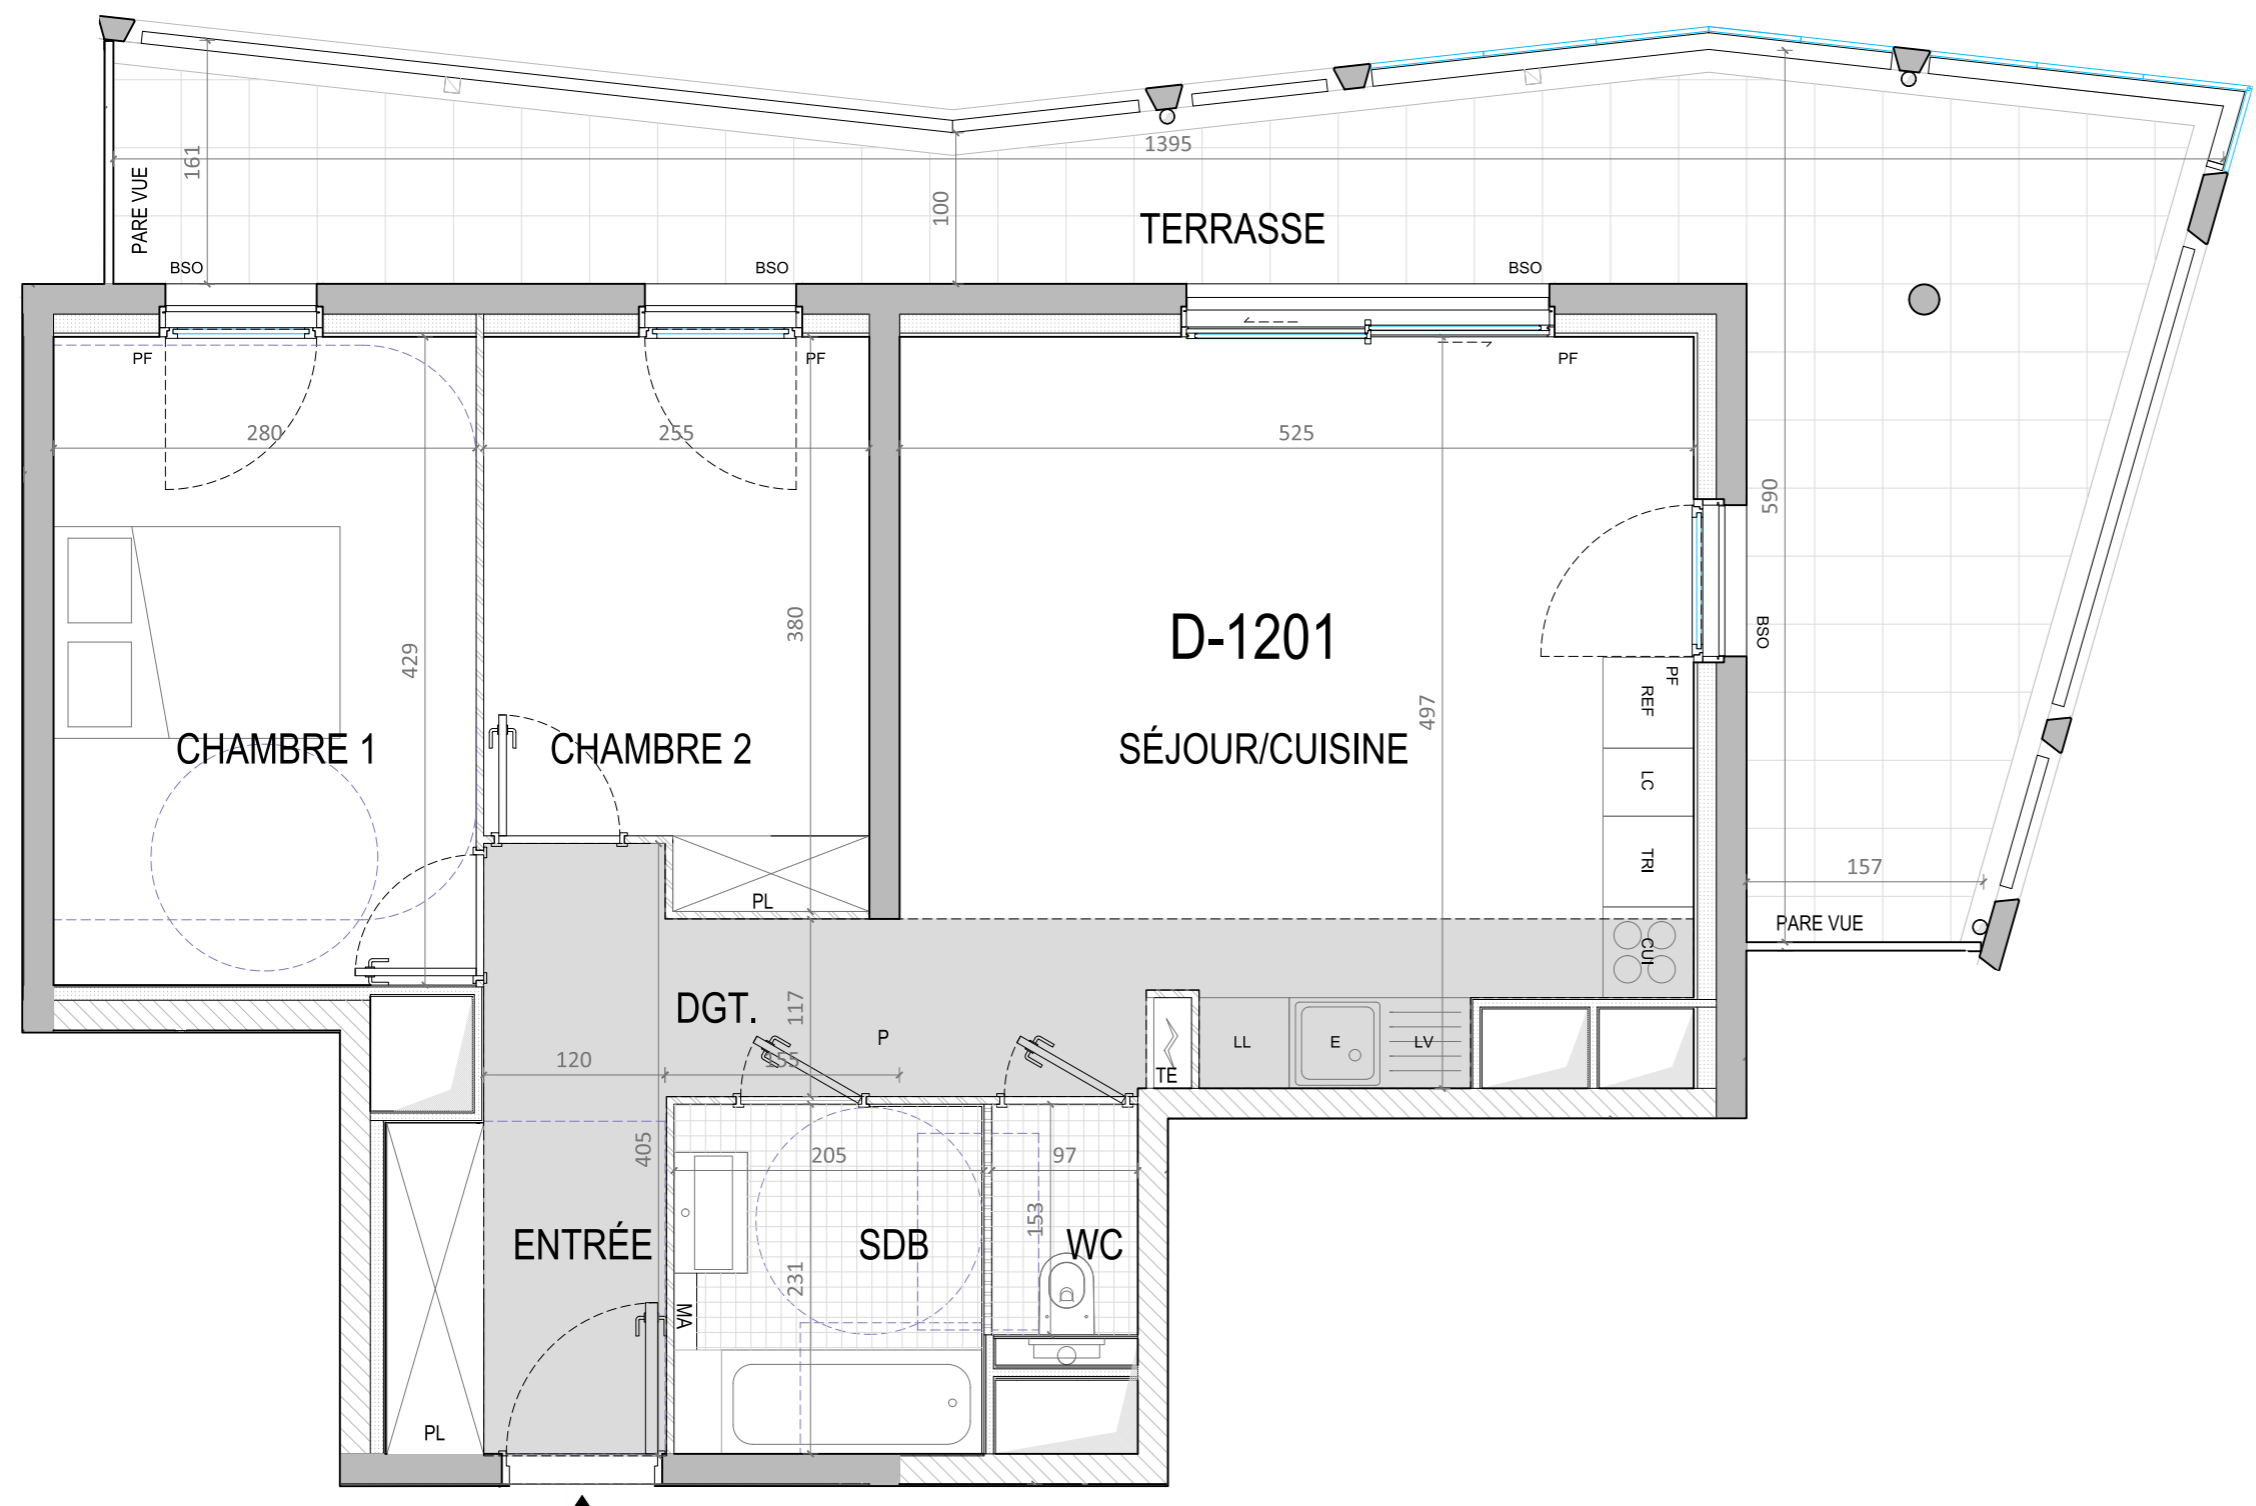 1395
161
PARE VUE
100
TERRASSE
BSO
BSO
BSO
PF
PF
PF
280
255
525
590
BSO
380
429
D-1201
497
PF
REF
CHAMBRE 1
CHAMBRE 2
SÉJOUR/CUISINE
LC
TRI
157
PL
PARE VUE
CUI
DGT.
117
P
LL
E
LV
120
155
TE
405
205
97
153
ENTRÉE
SDB
WC
231
MA
PL